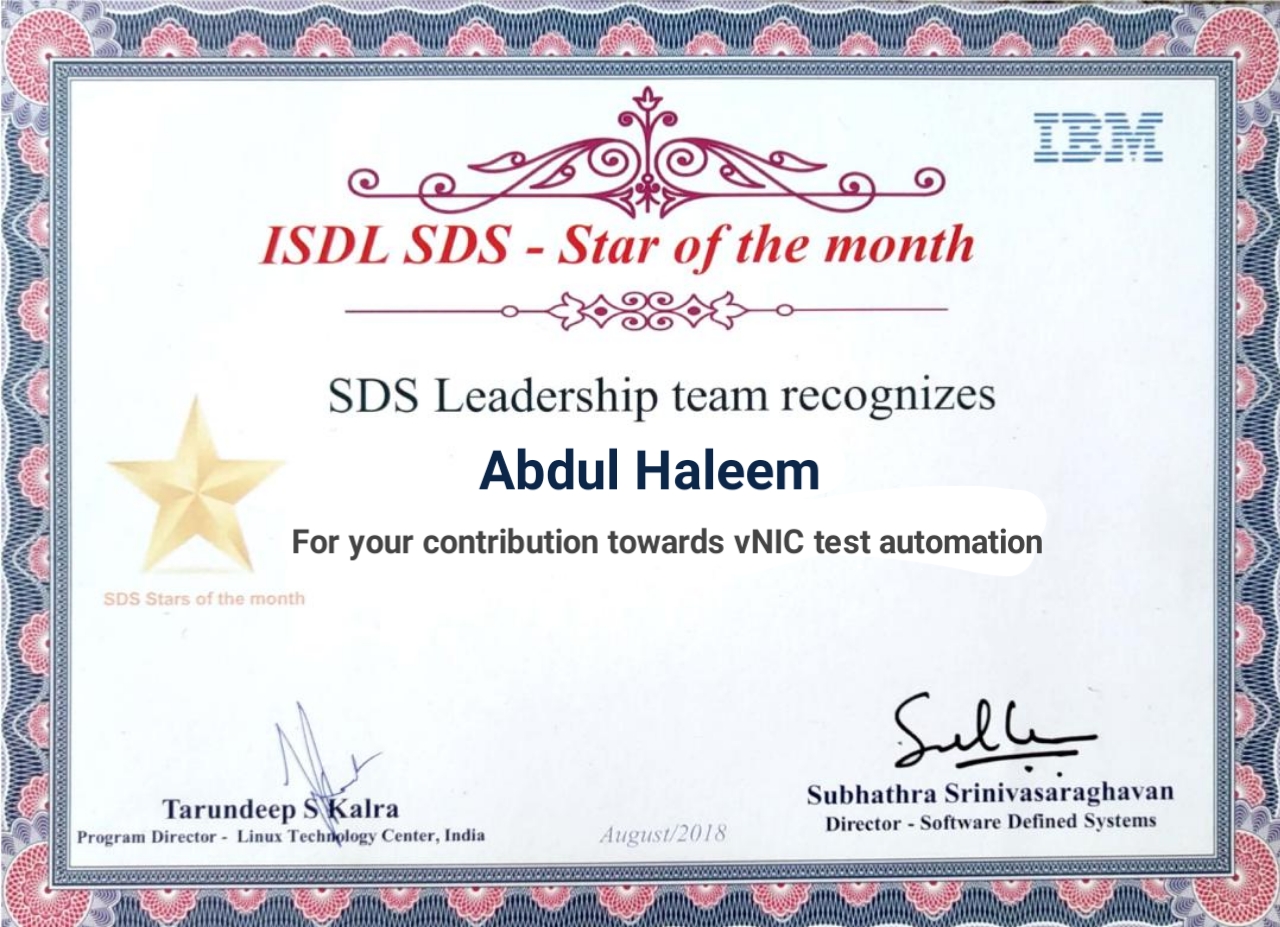 IBM
ISDL SDS - Star of the month
SDS Leadership team recognizes
Abdul Haleem
For your contribution towards vNIC test automation
SDS Stars of the month
Tarundeep S Kalra
Program Director - Linux Technology Center, India
August/2018
Subhathra Srinivasaraghavan
Director - Software Defined Systems